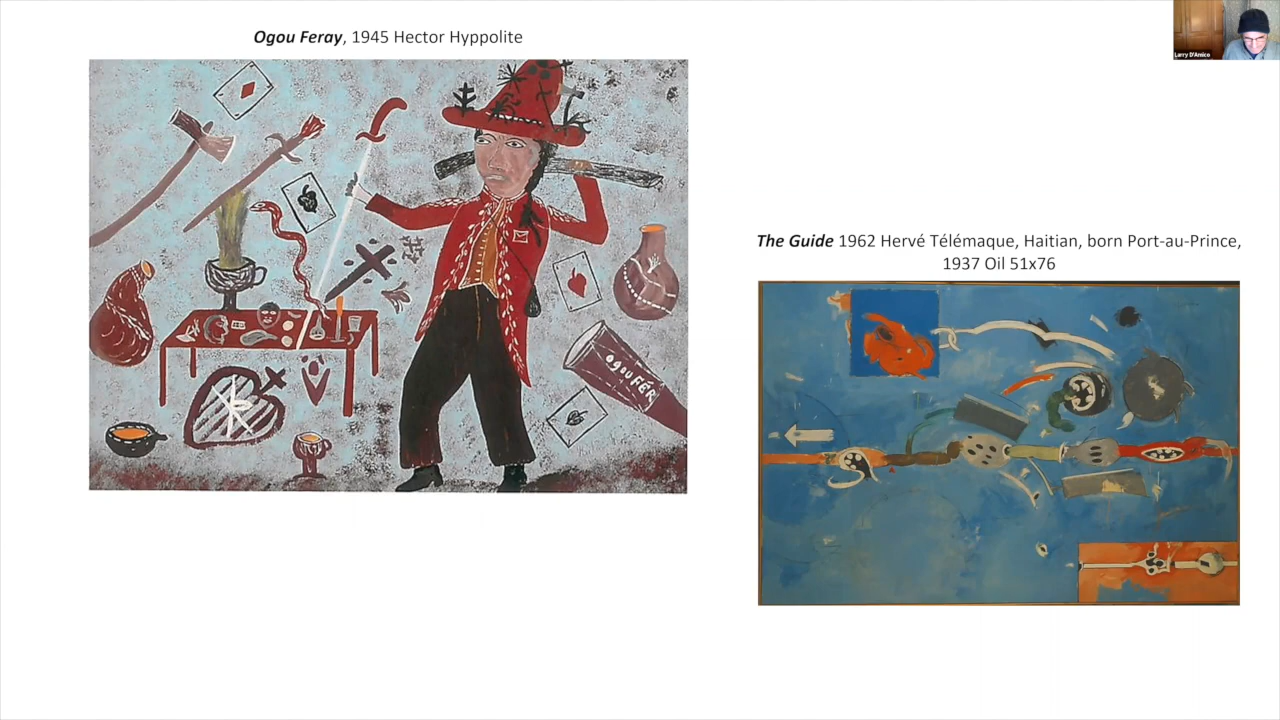 Ogou Feray, 1945 Hector Hyppolite
Larry D'Amico
The Guide 1962 Hervé Télémaque, Haitian, born Port-au-Prince,
1937 Oil 51x76
OGOU FÉR